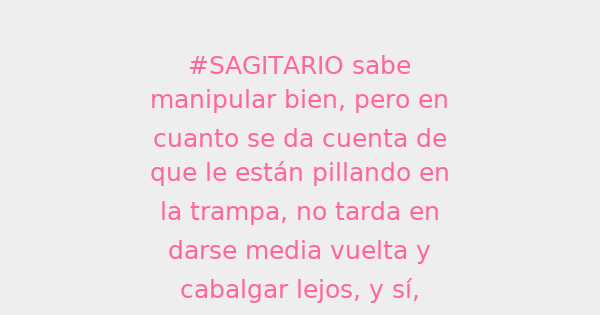 #SAGITARIO sabe
manipular bien, pero en
cuanto se da cuenta de
que le están pillando en
la trampa, no tarda en
darse media vuelta y
cabalgar lejos, y sí,